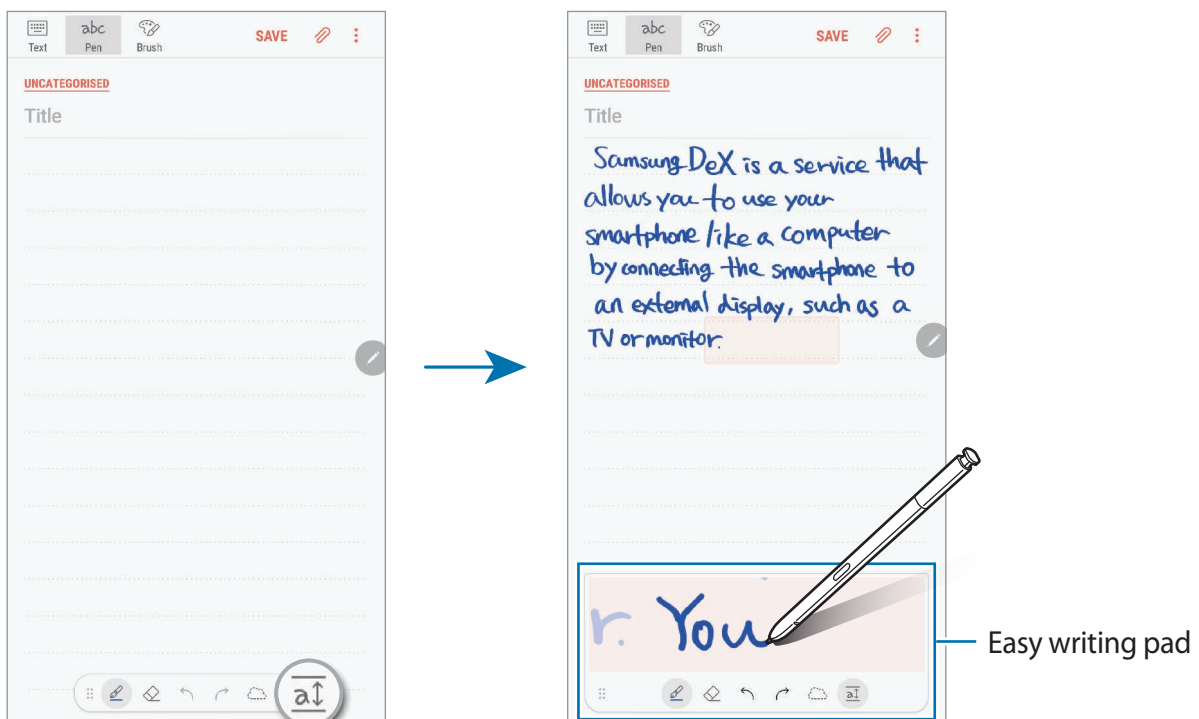 Text
abc
Pen
Brush
SAVE
UNCATEGORISED
Title
a
Text
abc
Pen
Brush
SAVE
UNCATEGORISED
Title
Samsung DeX is a service that
allows you to use your
smartphone like a computer
by connecting the smartphone to
an external display, such as a
TV or monitor.
r. You
a
Easy writing pad